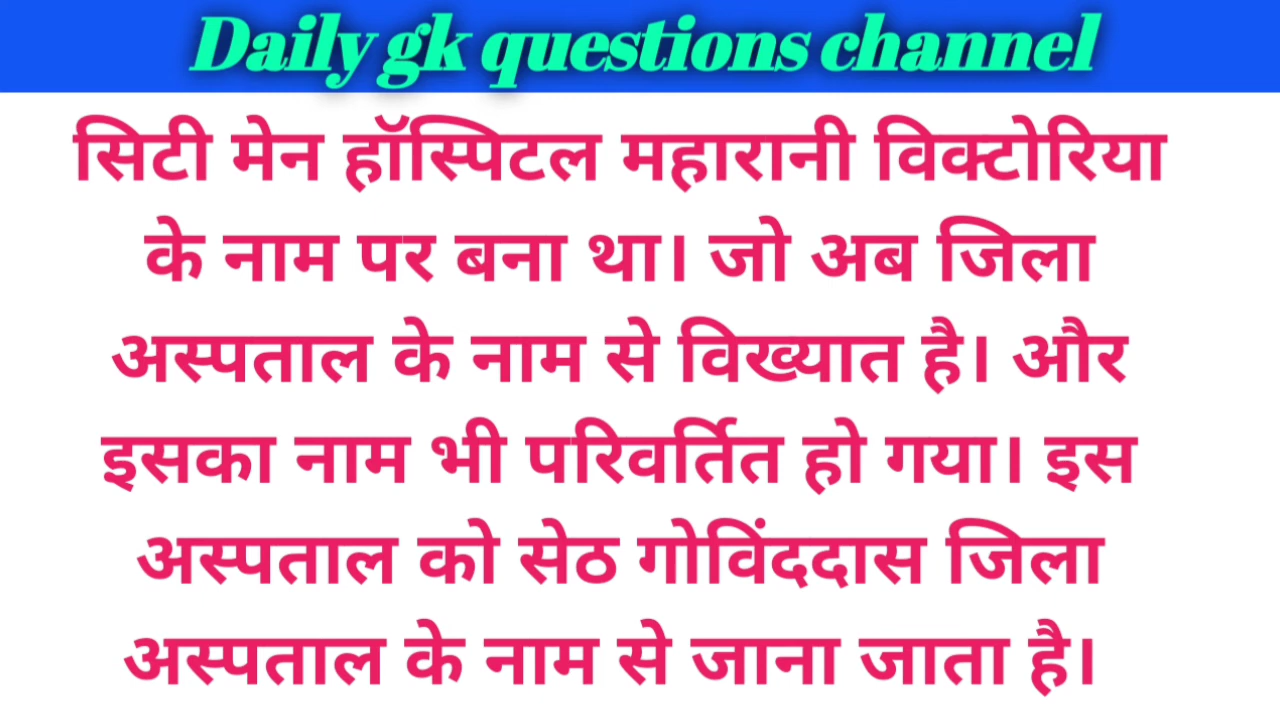 Daily gk questions channel
सिटी मेन हॉस्पिटल महारानी विक्टोरिया
के नाम पर बना था। जो अब जिला
अस्पताल के नाम से विख्यात है। और
इसका नाम भी परिवर्तित हो गया। इस
अस्पताल को सेठ गोविंददास जिला
अस्पताल के नाम से जाना जाता है।